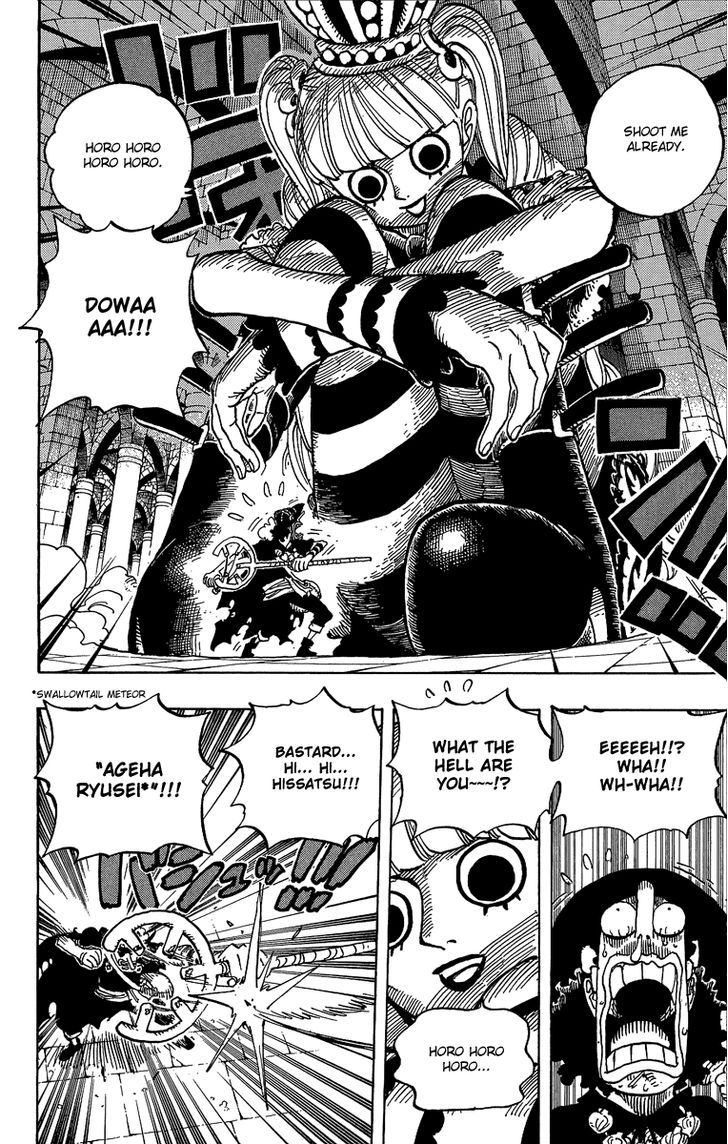 SHOOT ME
ALREADY.
HORO HORO
HORO HORO.
DOWAA
AAA!!!
EEEEEH!!?
WHA!!
WH-WHA!!
WHAT THE
HELL ARE
YOU~~~!?
HORO HORO
HORO...
BASTARD...
HI... HI...
HISSATSU!!!
"AGEHA
RYUSEI*"!!!
*SWALLOWTAIL METEOR